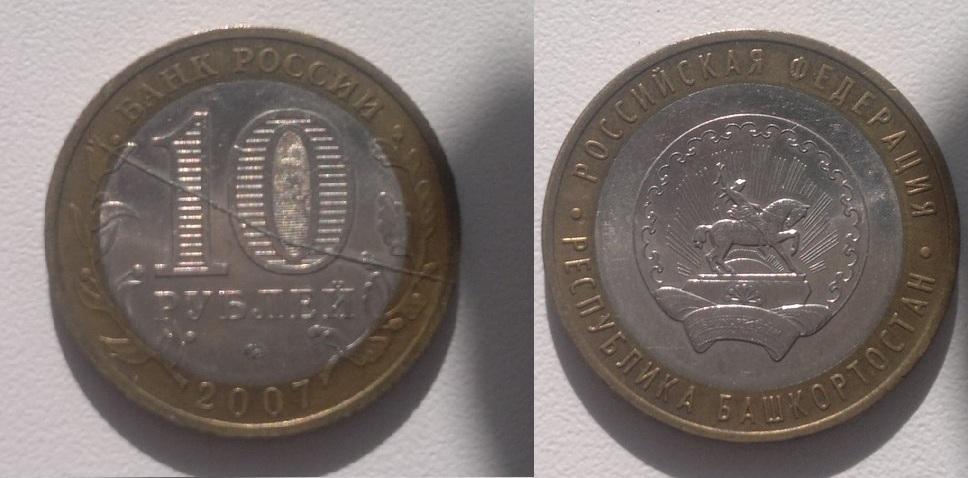 БАНК РОССИИ
10
РУБЛЕЙ
2007
РОССИЙСКАЯ ФЕДЕРАЦИЯ
РЕСПУБЛИКА БАШКОРТОСТАН